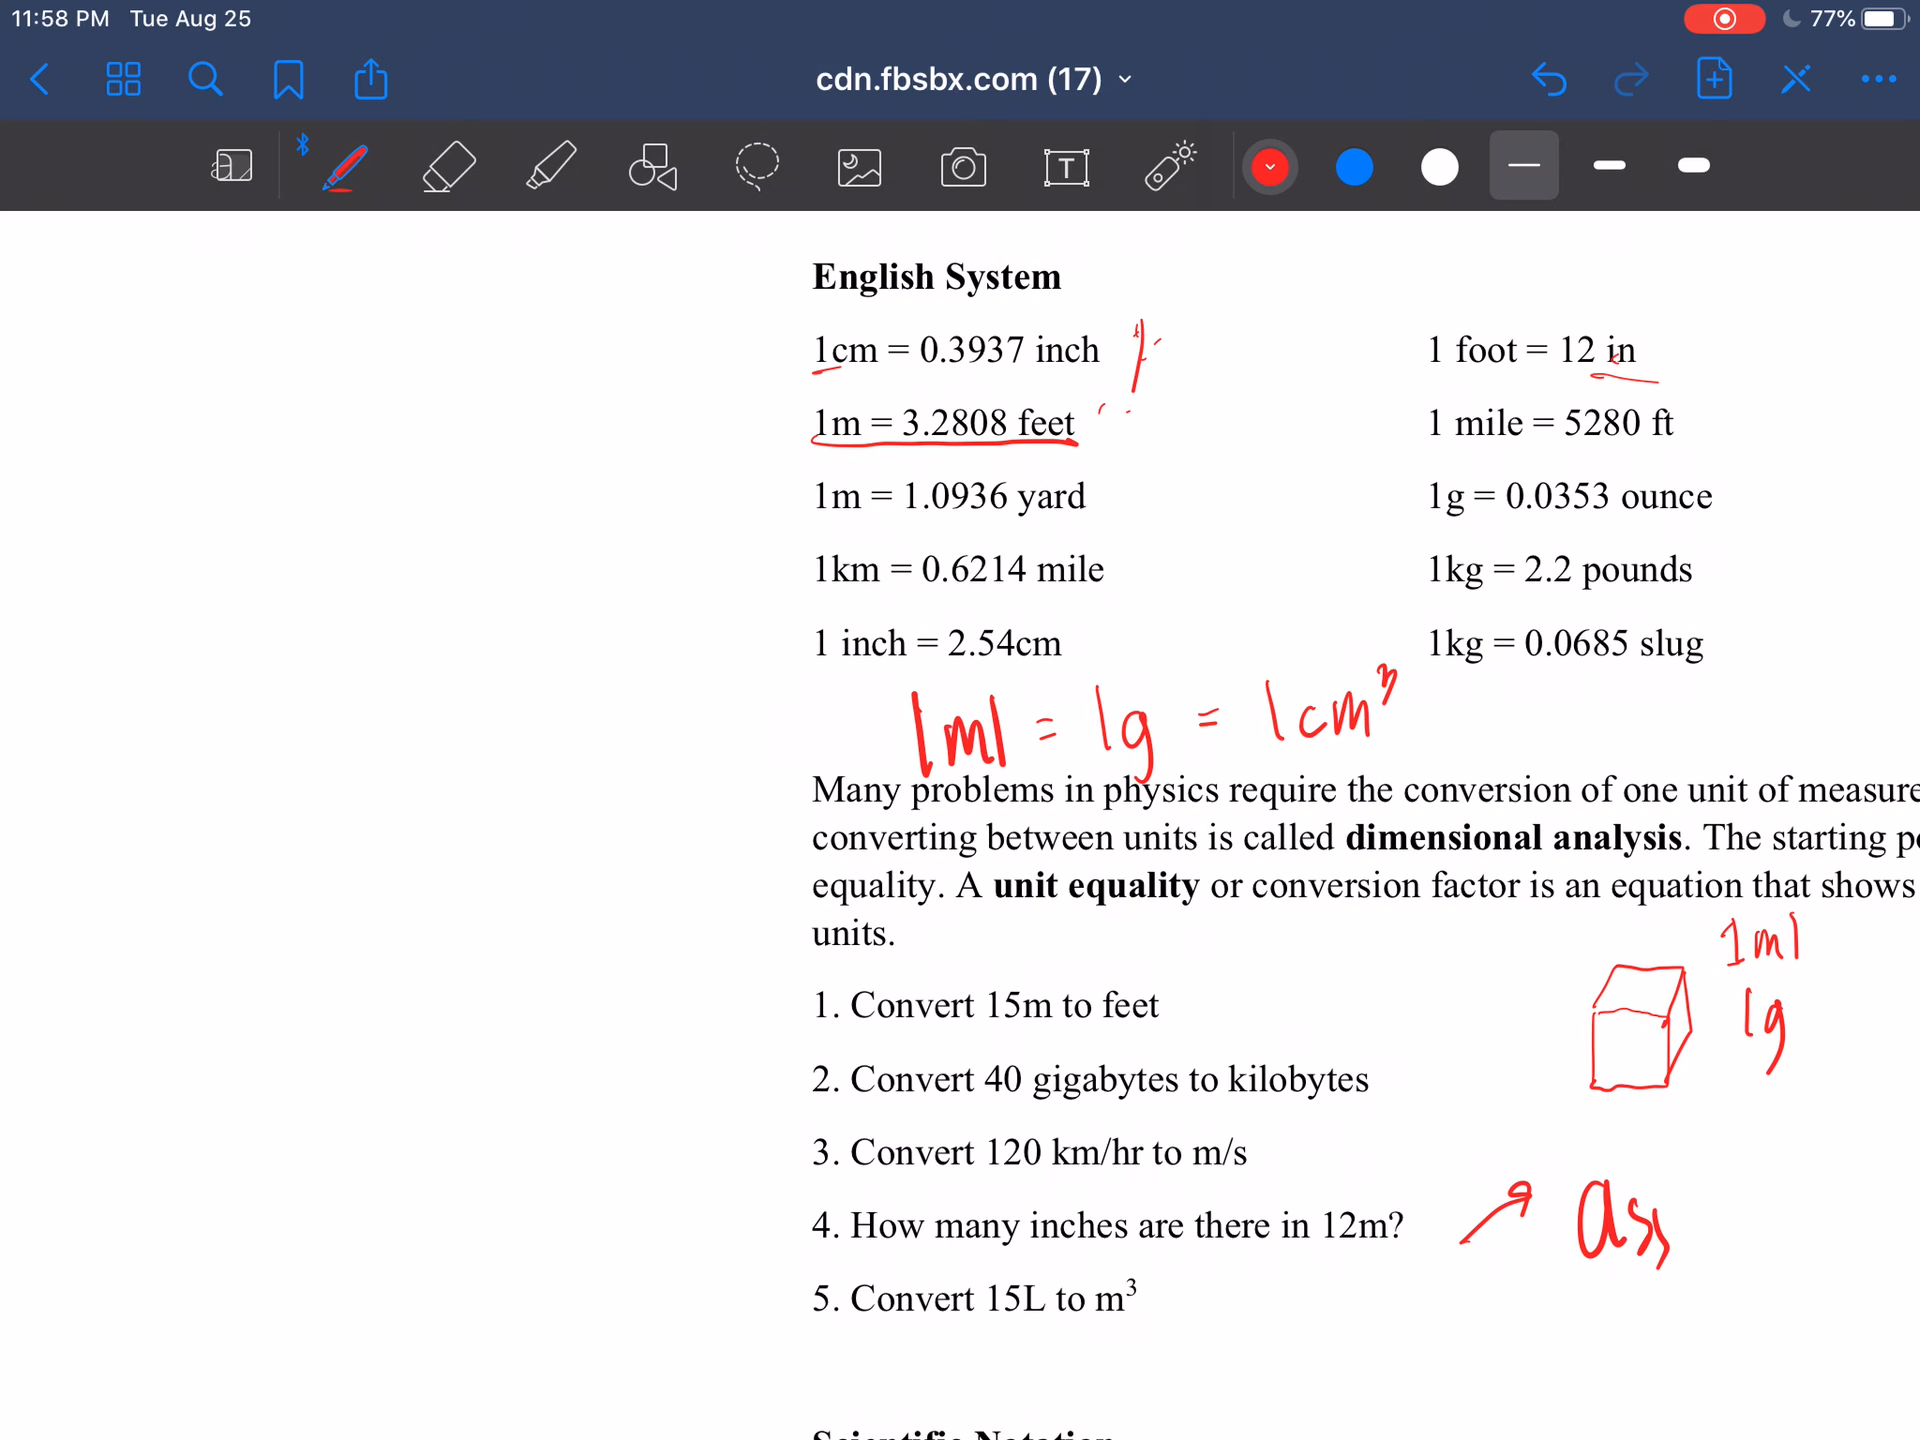 11:58 PM Tue Aug 25 77%
cdn.fbsbx.com (17)
English System
1cm = 0.3937 inch 1 foot = 12 in
1m = 3.2808 feet 1 mile = 5280 ft
1m = 1.0936 yard 1g = 0.0353 ounce
1km = 0.6214 mile 1kg = 2.2 pounds
1 inch = 2.54cm 1kg = 0.0685 slug
1ml = 1g = 1cm³
Many problems in physics require the conversion of one unit of measure
converting between units is called dimensional analysis. The starting
equality. A unit equality or conversion factor is an equation that shows
units.
1ml
1g
1. Convert 15m to feet
2. Convert 40 gigabytes to kilobytes
3. Convert 120 km/hr to m/s
4. How many inches are there in 12m? ass
5. Convert 15L to m³
Scientific Notation